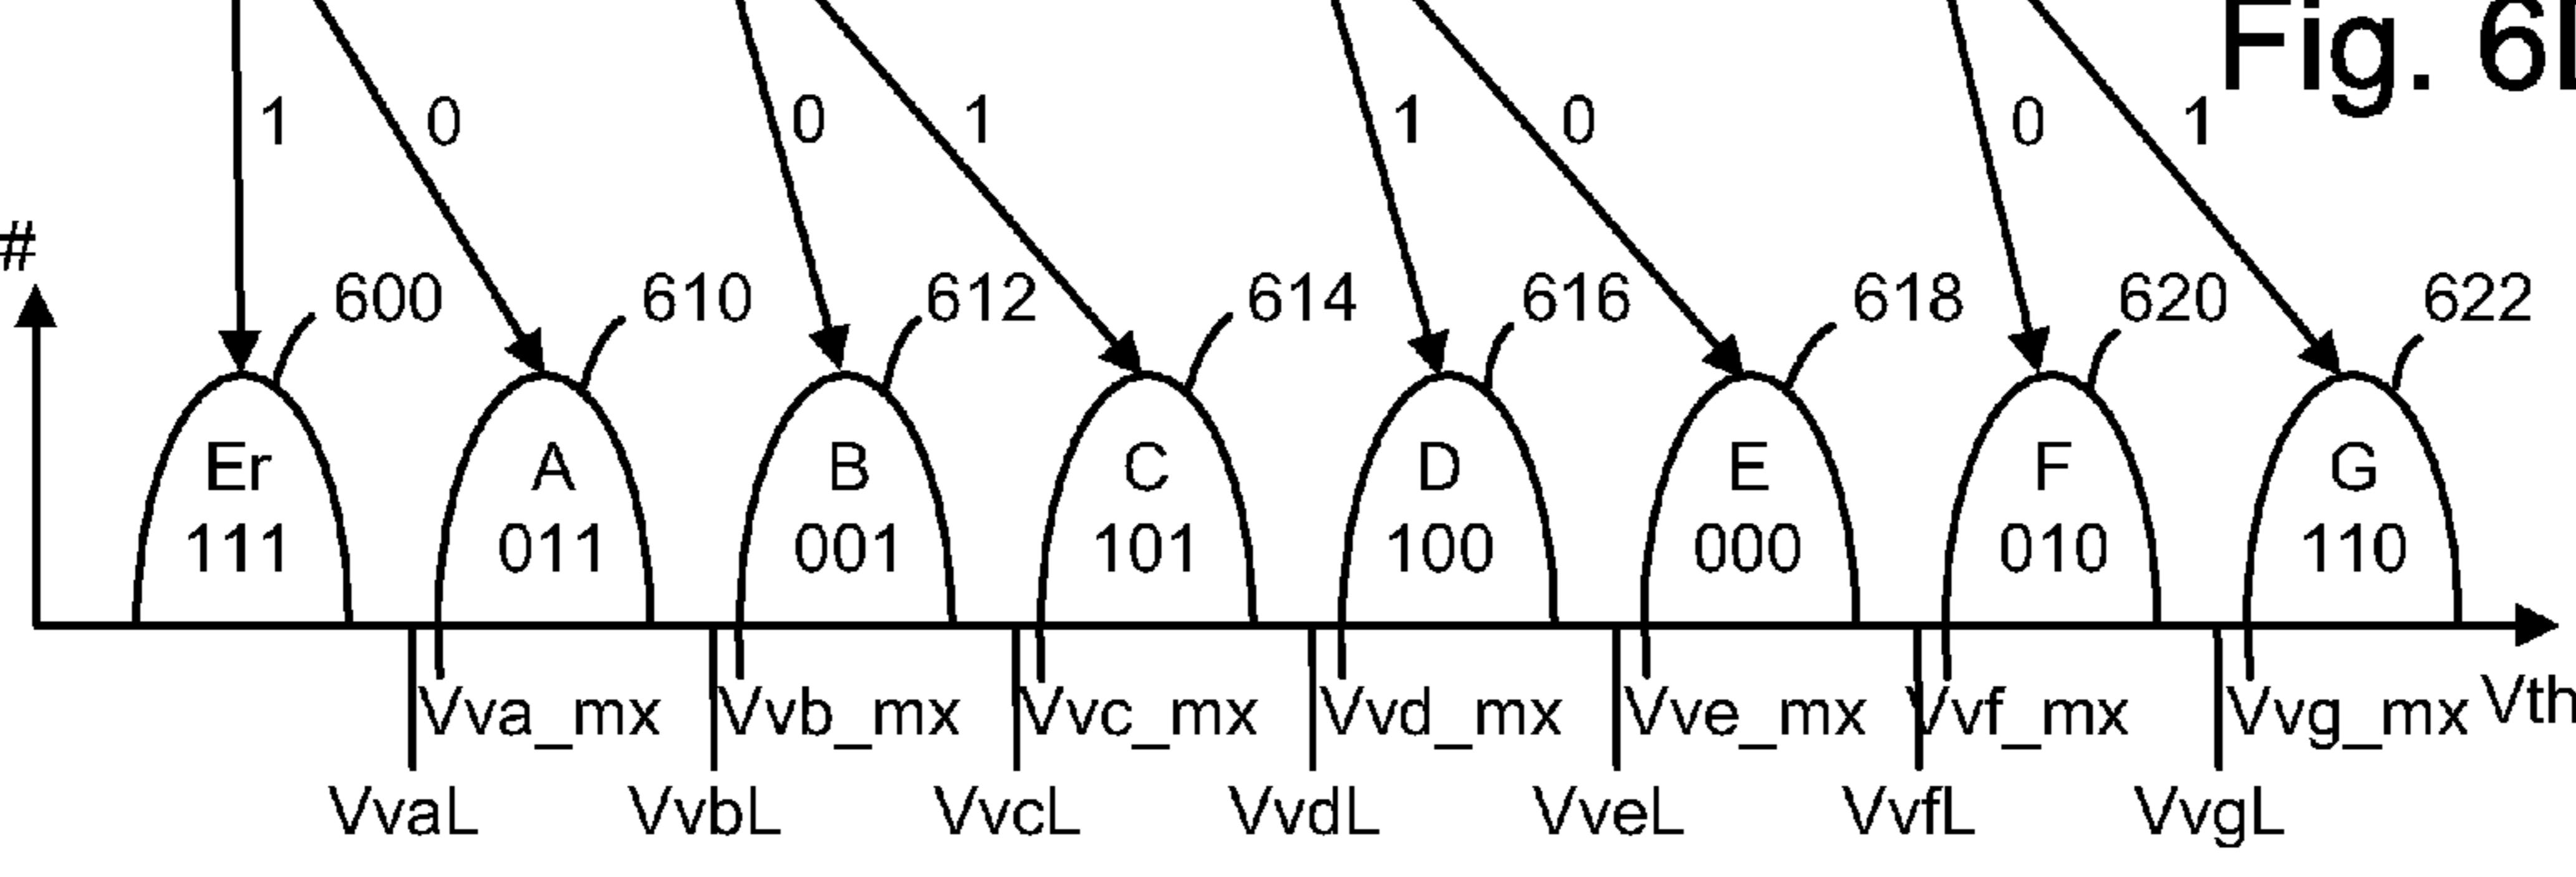 Fig. 6
1 0 0 1 1 0 0 1
#
600 610 612 614 616 618 620 622
Er A B C D E F G
111 011 001 101 100 000 010 110
Vva_mx Vvb_mx Vvc_mx Vvd_mx Vve_mx Vvf_mx Vvg_mx Vth
VvaL VvbL VvcL VvdL VveL VvfL VvgL